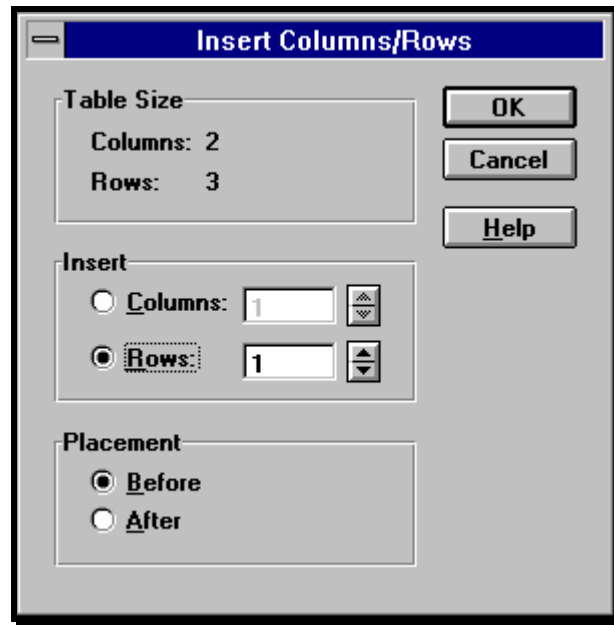 Insert Columns/Rows
Table Size
Columns: 2
Rows: 3
OK
Cancel
Help
Insert
Columns: 1
Rows: 1
Placement
Before
After